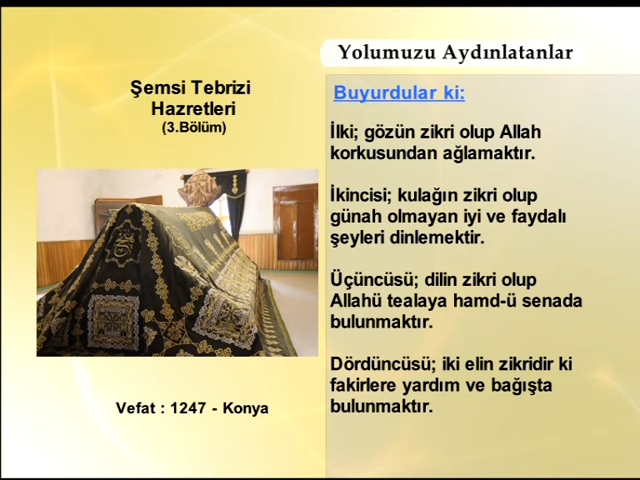 Yolumuzu Aydınlatanlar
Şemsi Tebrizi
Hazretleri
(3.Bölüm)
Vefat : 1247 - Konya
Buyurdular ki:
İlki; gözün zikri olup Allah
korkusundan ağlamaktır.
İkincisi; kulağın zikri olup
günah olmayan iyi ve faydalı
şeyleri dinlemektir.
Üçüncüsü; dilin zikri olup
Allahü tealaya hamd-ü senada
bulunmaktır.
Dördüncüsü; iki elin zikridir ki
fakirlere yardım ve bağışta
bulunmaktır.